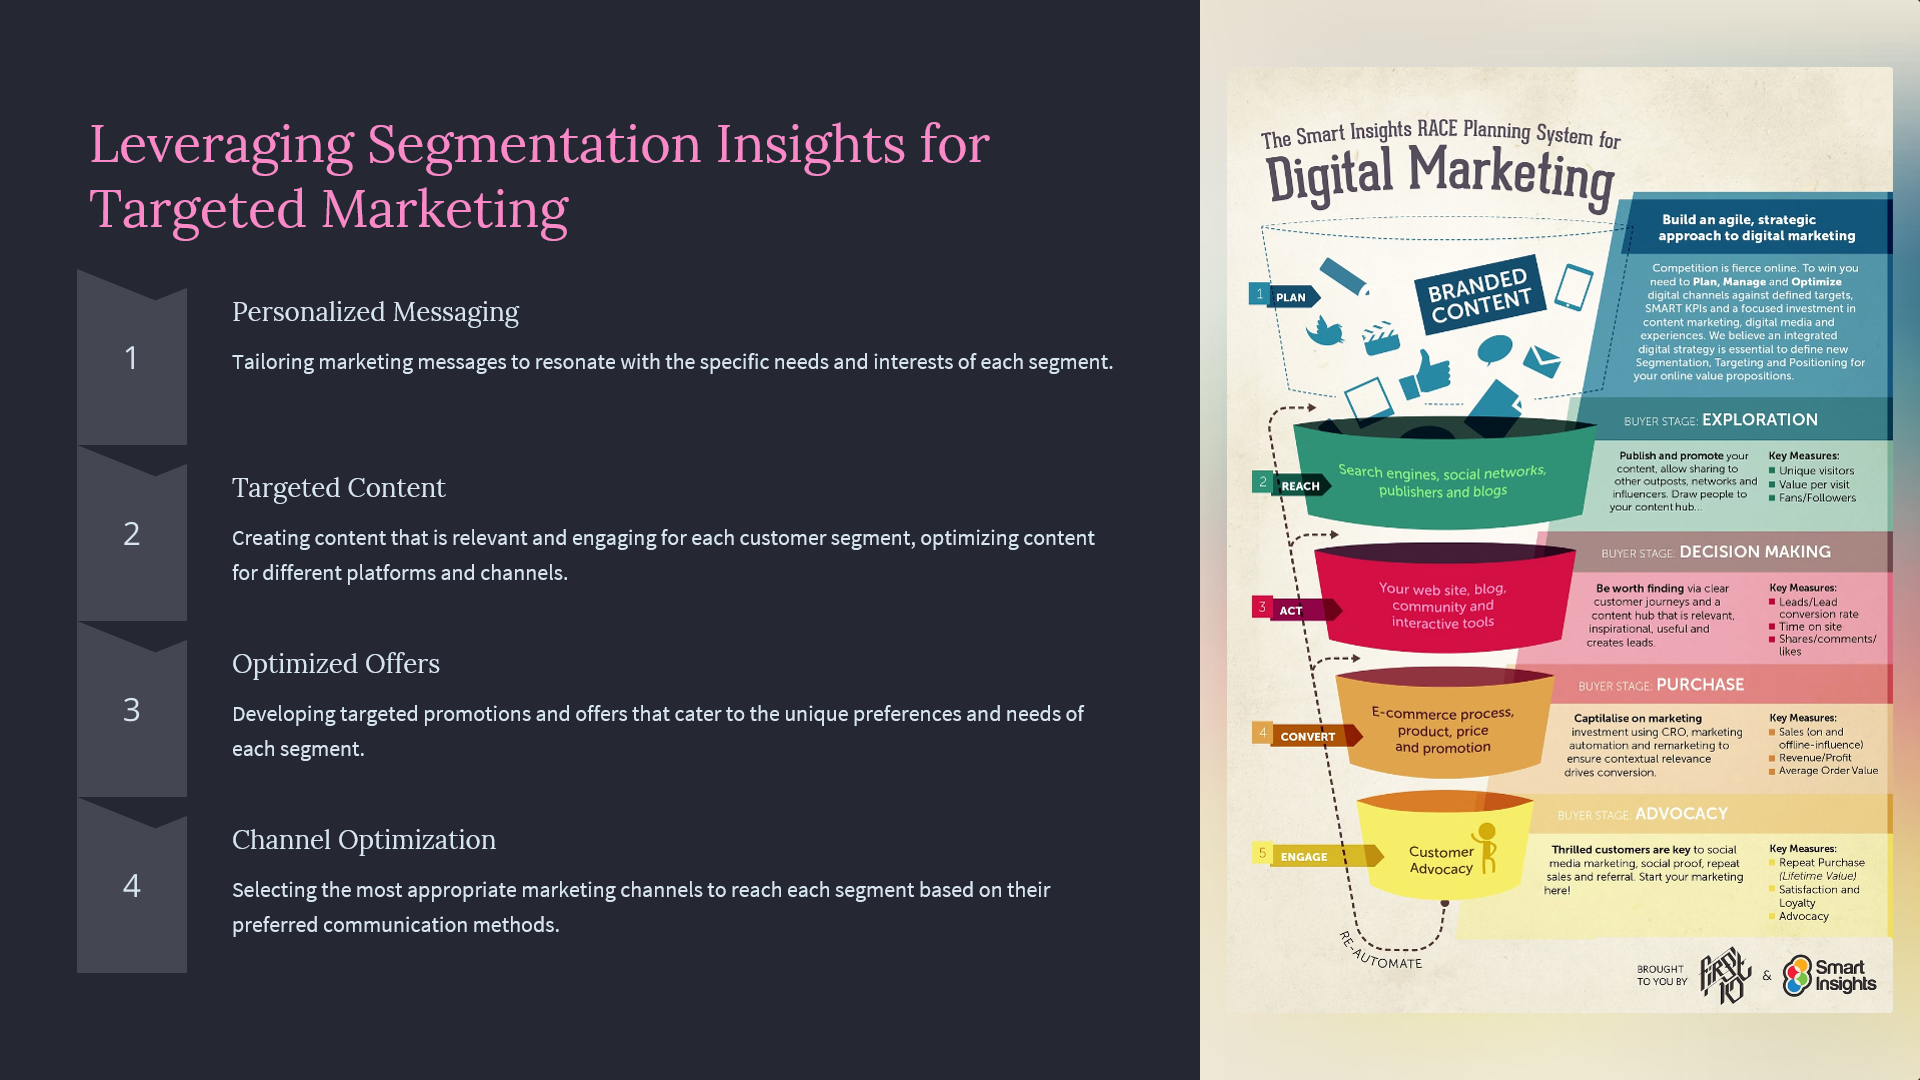 Leveraging Segmentation Insights for
Targeted Marketing
1
Personalized Messaging
Tailoring marketing messages to resonate with the specific needs and interests of each segment.
2
Targeted Content
Creating content that is relevant and engaging for each customer segment, optimizing content
for different platforms and channels.
3
Optimized Offers
Developing targeted promotions and offers that cater to the unique preferences and needs of
each segment.
4
Channel Optimization
Selecting the most appropriate marketing channels to reach each segment based on their
preferred communication methods.
The Smart Insights RACE Planning System for
Digital Marketing
1 PLAN
BRANDED
CONTENT
Build an agile, strategic
approach to digital marketing
Competition is fierce online. To win you
need to Plan, Manage and Optimize
digital channels against defined targets,
SMART KPIs and a focused investment in
content marketing, digital media and
experiences. We believe an integrated
digital strategy is essential to define new
Segmentation, Targeting and Positioning for
your online value propositions.
2 REACH
Search engines, social networks,
publishers and blogs
BUYER STAGE: EXPLORATION
Publish and promote your
content, allow sharing to
other outposts, networks and
influencers. Draw people to
your content hub...
Key Measures:
Unique visitors
Value per visit
Fans/Followers
3 ACT
Your web site, blog,
community and
interactive tools
BUYER STAGE: DECISION MAKING
Be worth finding via clear
customer journeys and a
content hub that is relevant,
inspirational, useful and
creates leads.
Key Measures:
Leads/Lead
conversion rate
Time on site
Shares/comments/
likes
4 CONVERT
E-commerce process,
product, price
and promotion
BUYER STAGE: PURCHASE
Captilalise on marketing
investment using CRO, marketing
automation and remarketing to
ensure contextual relevance
drives conversion.
Key Measures:
Sales (on and
offline-influence)
Revenue/Profit
Average Order Value
5 ENGAGE
Customer
Advocacy
BUYER STAGE: ADVOCACY
Thrilled customers are key to social
media marketing, social proof, repeat
sales and referral. Start your marketing
here!
Key Measures:
Repeat Purchase
(Lifetime Value)
Satisfaction and
Loyalty
Advocacy
RE-AUTOMATE
BROUGHT
TO YOU BY
FIRST
10
&
Smart
Insights